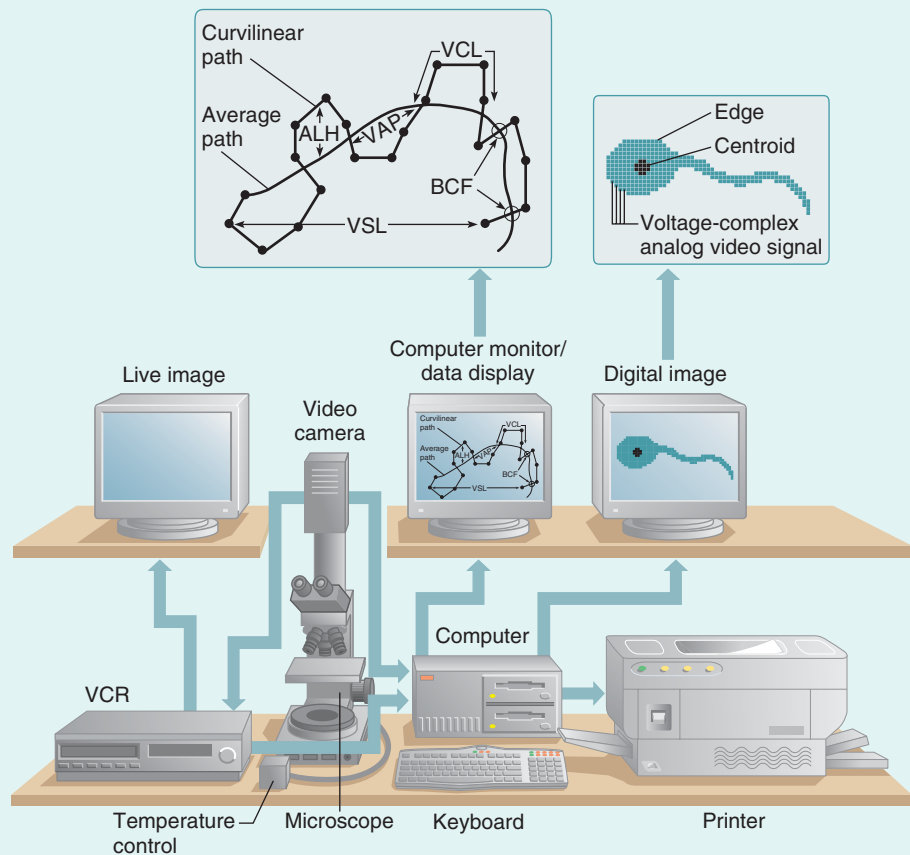 Curvilinear
path
Average
path
ALH
VAP
VCL
BCF
VSL
Edge
Centroid
Voltage-complex
analog video signal
Live image
Video
camera
Computer monitor/
data display
Digital image
Curvilinear
path
Average
path
ALH
VAP
VCL
BCF
VSL
VCR
Computer
Temperature
control
Microscope
Keyboard
Printer